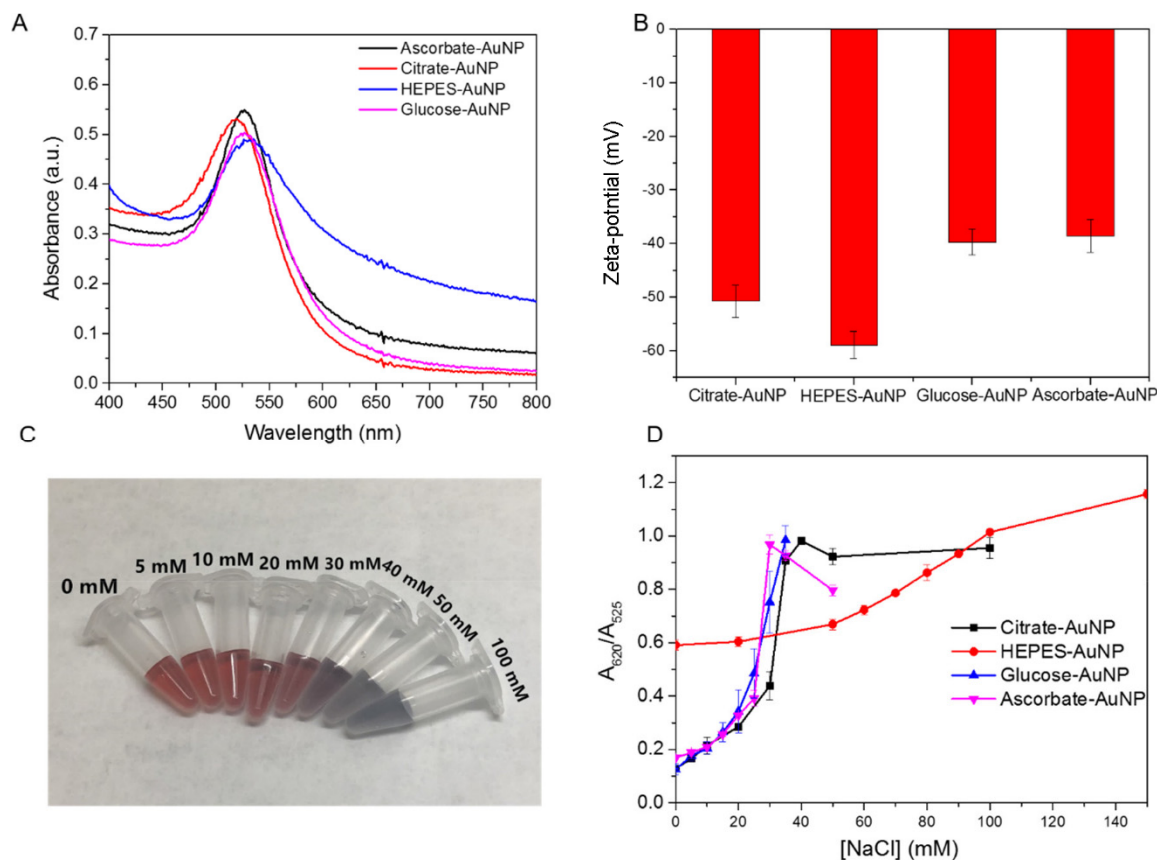 A
Ascorbate-AuNP
Citrate-AuNP
HEPES-AuNP
Glucose-AuNP
0.7
0.6
0.5
0.4
0.3
0.2
0.1
0.0
Absorbance (a.u.)
400 450 500 550 600 650 700 750 800
Wavelength (nm)
B
0
-10
-20
-30
-40
-50
-60
Zeta-potntial (mV)
Citrate-AuNP HEPES-AuNP Glucose-AuNP Ascorbate-AuNP
C
0 mM 5 mM 10 mM 20 mM 30 mM 40 mM 50 mM 100 mM
D
1.4
1.2
1.0
0.8
0.6
0.4
0.2
0.0
A620/A525
Citrate-AuNP
HEPES-AuNP
Glucose-AuNP
Ascorbate-AuNP
0 20 40 60 80 100 120 140
[NaCl] (mM)